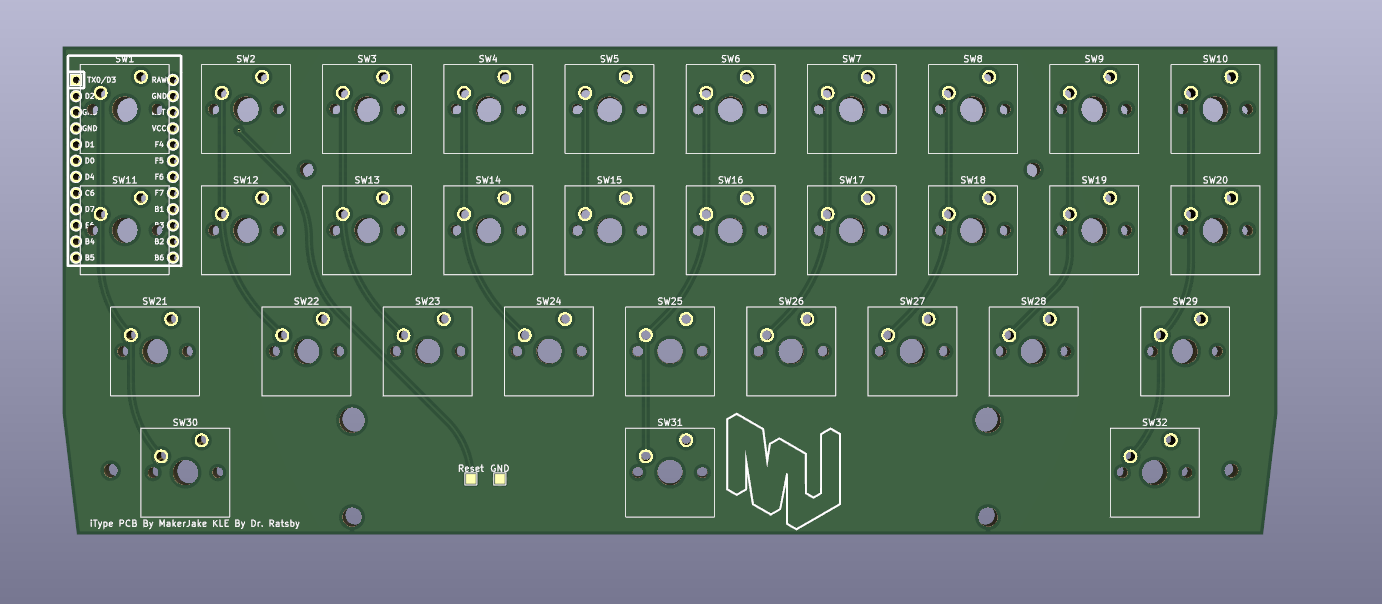 SW1 SW2 SW3 SW4 SW5 SW6 SW7 SW8 SW9 SW10
TX0/D3 RAW
D2 GND
GND
GND VCC
D1 F4
D0 F5
D4 F6
SW11 SW12 SW13 SW14 SW15 SW16 SW17 SW18 SW19 SW20
C6 F7
D7 B1
B4 B2
B5 B6
SW21 SW22 SW23 SW24 SW25 SW26 SW27 SW28 SW29
SW30 SW31 SW32
Reset GND
iType PCB By MakerJake KLE By Dr. Ratsby